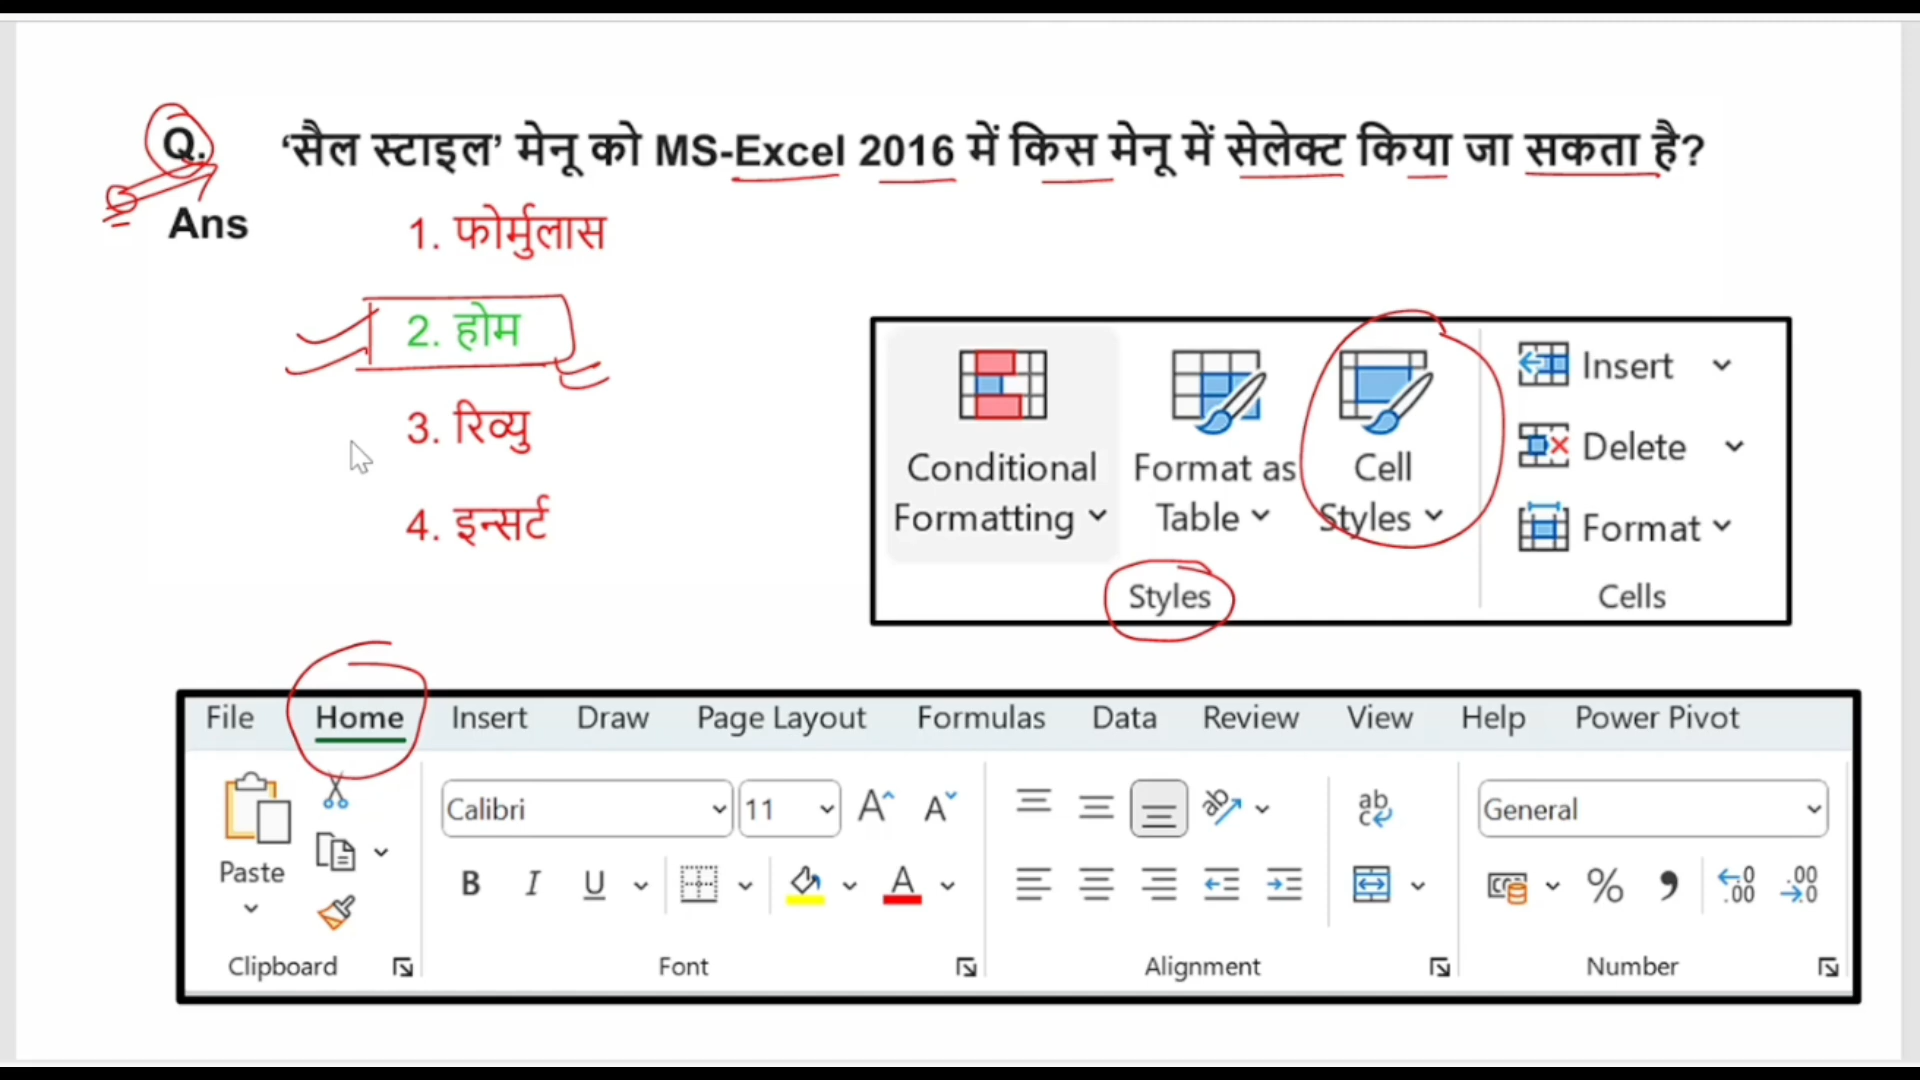 Q. ‘सैल स्टाइल’ मेनू को MS-Excel 2016 में किस मेनू में सेलेक्ट किया जा सकता है?
Ans
1. फोर्मुलास
2. होम
3. रिव्यु
4. इन्सर्ट
Conditional Formatting
Format as Table
Cell Styles
Styles
Insert
Delete
Format
Cells
File Home Insert Draw Page Layout Formulas Data Review View Help Power Pivot
Paste
Calibri 11
General
B I U
Clipboard Font Alignment Number